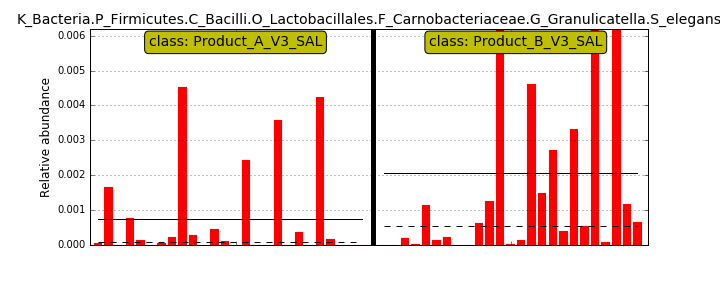 K_Bacteria.P_Firmicutes.C_Bacilli.O_Lactobacillales.F_Carnobacteriaceae.G_Granulicatella.S_elegans
class: Product_A_V3_SAL
class: Product_B_V3_SAL
Relative abundance
0.006
0.005
0.004
0.003
0.002
0.001
0.000